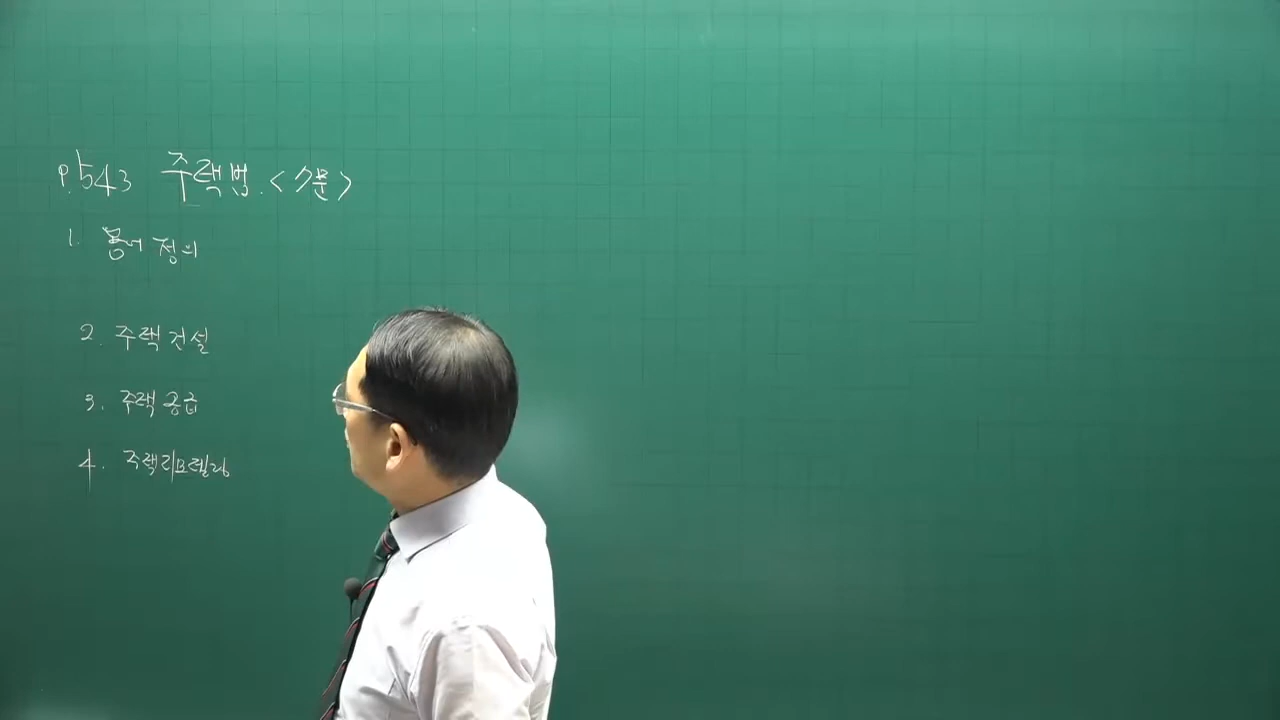 P.543 주택법.<7문>
1. 용어 정의
2. 주택건설
3. 주택공급
4. 주택리모델링